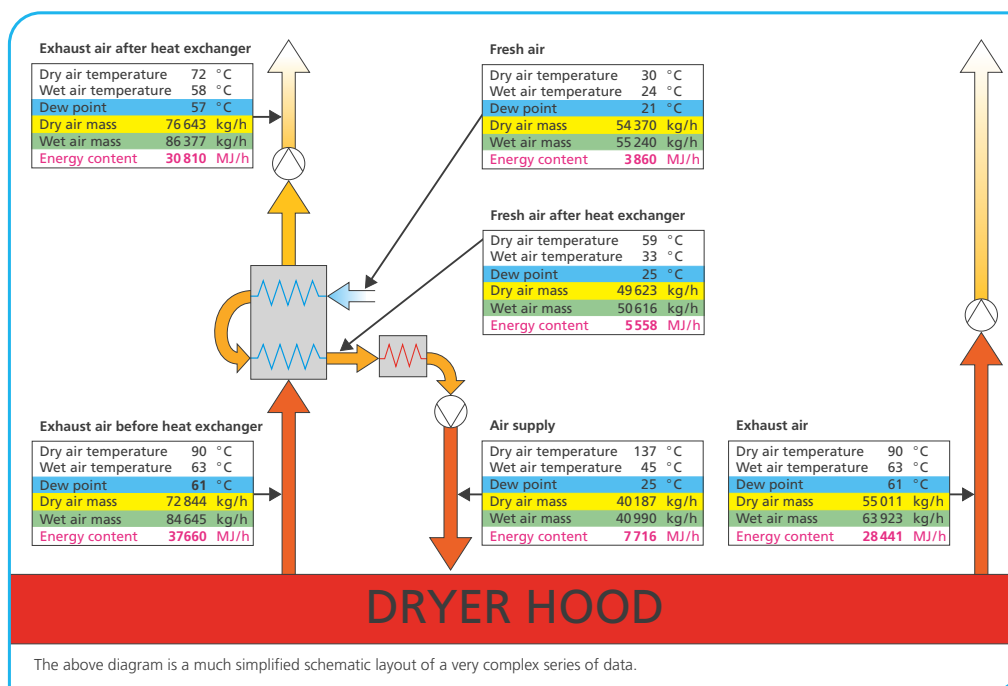 Exhaust air after heat exchanger
Dry air temperature 72 °C
Wet air temperature 58 °C
Dew point 57 °C
Dry air mass 76 643 kg/h
Wet air mass 86 377 kg/h
Energy content 30 810 MJ/h
Fresh air
Dry air temperature 30 °C
Wet air temperature 24 °C
Dew point 21 °C
Dry air mass 54 370 kg/h
Wet air mass 55 240 kg/h
Energy content 3 860 MJ/h
Fresh air after heat exchanger
Dry air temperature 59 °C
Wet air temperature 33 °C
Dew point 25 °C
Dry air mass 49 623 kg/h
Wet air mass 50 616 kg/h
Energy content 5 558 MJ/h
Exhaust air before heat exchanger
Dry air temperature 90 °C
Wet air temperature 63 °C
Dew point 61 °C
Dry air mass 72 844 kg/h
Wet air mass 84 645 kg/h
Energy content 37660 MJ/h
Air supply
Dry air temperature 137 °C
Wet air temperature 45 °C
Dew point 25 °C
Dry air mass 40 187 kg/h
Wet air mass 40 990 kg/h
Energy content 7 716 MJ/h
Exhaust air
Dry air temperature 90 °C
Wet air temperature 63 °C
Dew point 61 °C
Dry air mass 55 011 kg/h
Wet air mass 63 923 kg/h
Energy content 28 441 MJ/h
DRYER HOOD
The above diagram is a much simplified schematic layout of a very complex series of data.